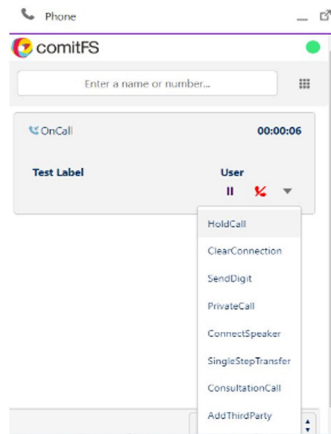 Phone
comitFS
Enter a name or number...
OnCall 00:00:06
Test Label User
HoldCall
ClearConnection
SendDigit
PrivateCall
ConnectSpeaker
SingleStepTransfer
ConsultationCall
AddThirdParty